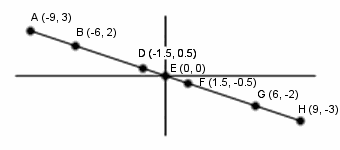 A (-9, 3)
B (-6, 2)
D (-1.5, 0.5)
E (0, 0)
F (1.5, -0.5)
G (6, -2)
H (9, -3)